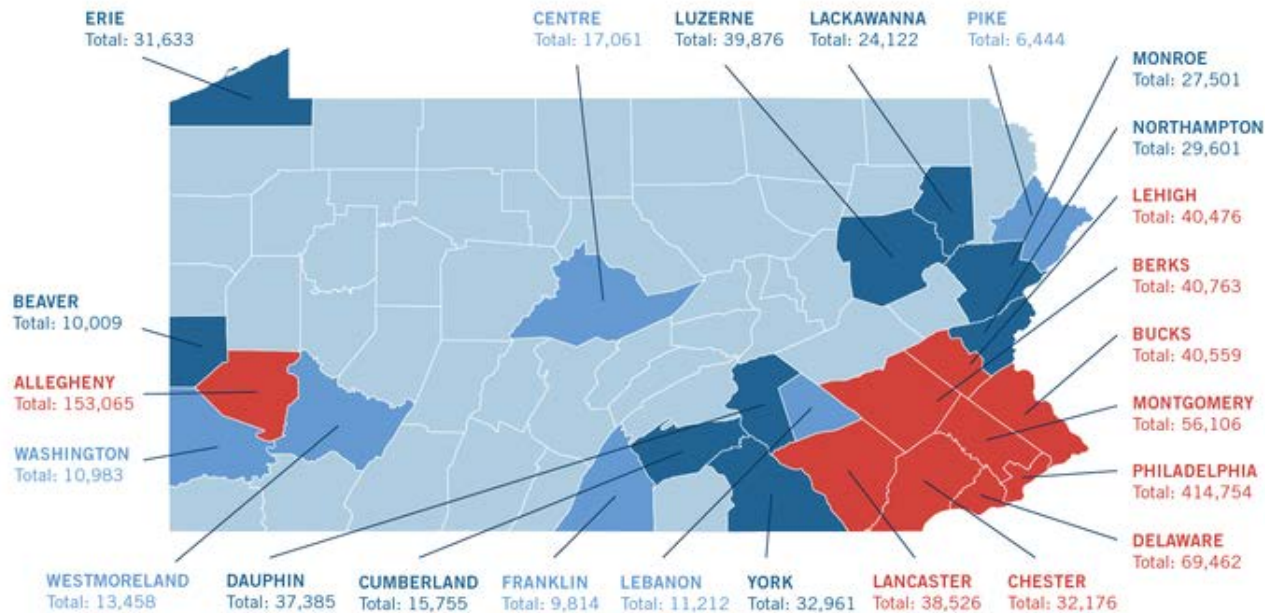 ERIE
Total: 31,633
CENTRE
Total: 17,061
LUZERNE
Total: 39,876
LACKAWANNA
Total: 24,122
PIKE
Total: 6,444
MONROE
Total: 27,501
NORTHAMPTON
Total: 29,601
LEHIGH
Total: 40,476
BERKS
Total: 40,763
BUCKS
Total: 40,559
MONTGOMERY
Total: 56,106
PHILADELPHIA
Total: 414,754
DELAWARE
Total: 69,462
BEAVER
Total: 10,009
ALLEGHENY
Total: 153,065
WASHINGTON
Total: 10,983
WESTMORELAND
Total: 13,458
DAUPHIN
Total: 37,385
CUMBERLAND
Total: 15,755
FRANKLIN
Total: 9,814
LEBANON
Total: 11,212
YORK
Total: 32,961
LANCASTER
Total: 38,526
CHESTER
Total: 32,176